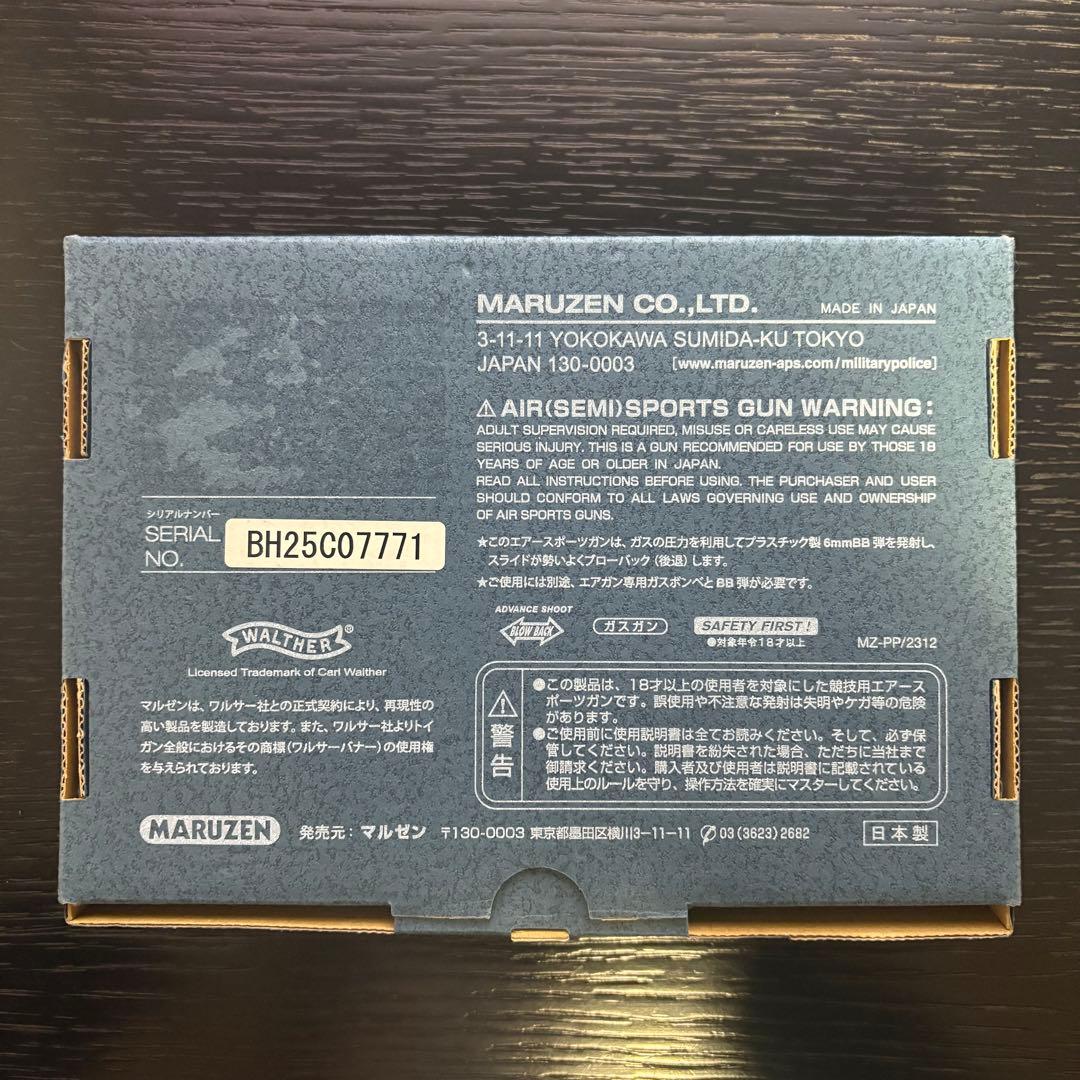 MARUZEN CO.,LTD. MADE IN JAPAN
3-11-11 YOKOKAWA SUMIDA-KU TOKYO
JAPAN 130-0003 [www.maruzen-aps.com/militarypolice]
⚠ AIR(SEMI)SPORTS GUN WARNING:
ADULT SUPERVISION REQUIRED, MISUSE OR CARELESS USE MAY CAUSE
SERIOUS INJURY. THIS IS A GUN RECOMMENDED FOR USE BY THOSE 18
YEARS OF AGE OR OLDER IN JAPAN.
READ ALL INSTRUCTIONS BEFORE USING. THE PURCHASER AND USER
SHOULD CONFORM TO ALL LAWS GOVERNING USE AND OWNERSHIP
OF AIR SPORTS GUNS.
★このエアースポーツガンは、ガスの圧力を利用してプラスチック製6mmBB弾を発射し、
スライドが勢いよくブローバック(後退)します。
★ご使用には別途、エアガン専用ガスボンベとBB弾が必要です。
シリアルナンバー
SERIAL
NO.
BH25C07771
ADVANCE SHOOT
BLOW BACK
ガスガン
SAFETY FIRST!
●対象年令18才以上
MZ-PP/2312
WALTHER®
Licensed Trademark of Carl Walther
マルゼンは、ワルサー社との正式契約により、再現性の
高い製品を製造しております。また、ワルサー社よりトイ
ガン全般におけるその商標(ワルサーバナー)の使用権
を与えられております。
⚠警告
●この製品は、18才以上の使用者を対象にした競技用エアース
ポーツガンです。誤使用や不注意な発射は失明やケガ等の危険
があります。
●ご使用前に使用説明書は全てお読みください。そして、必ず保
管してください。説明書を紛失された場合、ただちに当社まで
御請求ください。購入者及び使用者は説明書に記載されている
使用上のルールを守り、操作方法を確実にマスターしてください。
MARUZEN 発売元:マルゼン 〒130-0003 東京都墨田区横川3-11-11 03(3623)2682
日本製